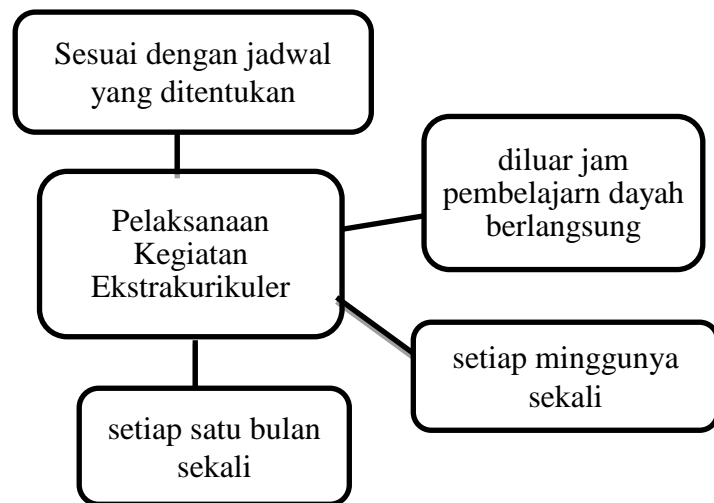 Sesuai dengan jadwal
yang ditentukan
diluar jam
pembelajarn dayah
berlangsung
Pelaksanaan
Kegiatan
Ekstrakurikuler
setiap minggunya
sekali
setiap satu bulan
sekali